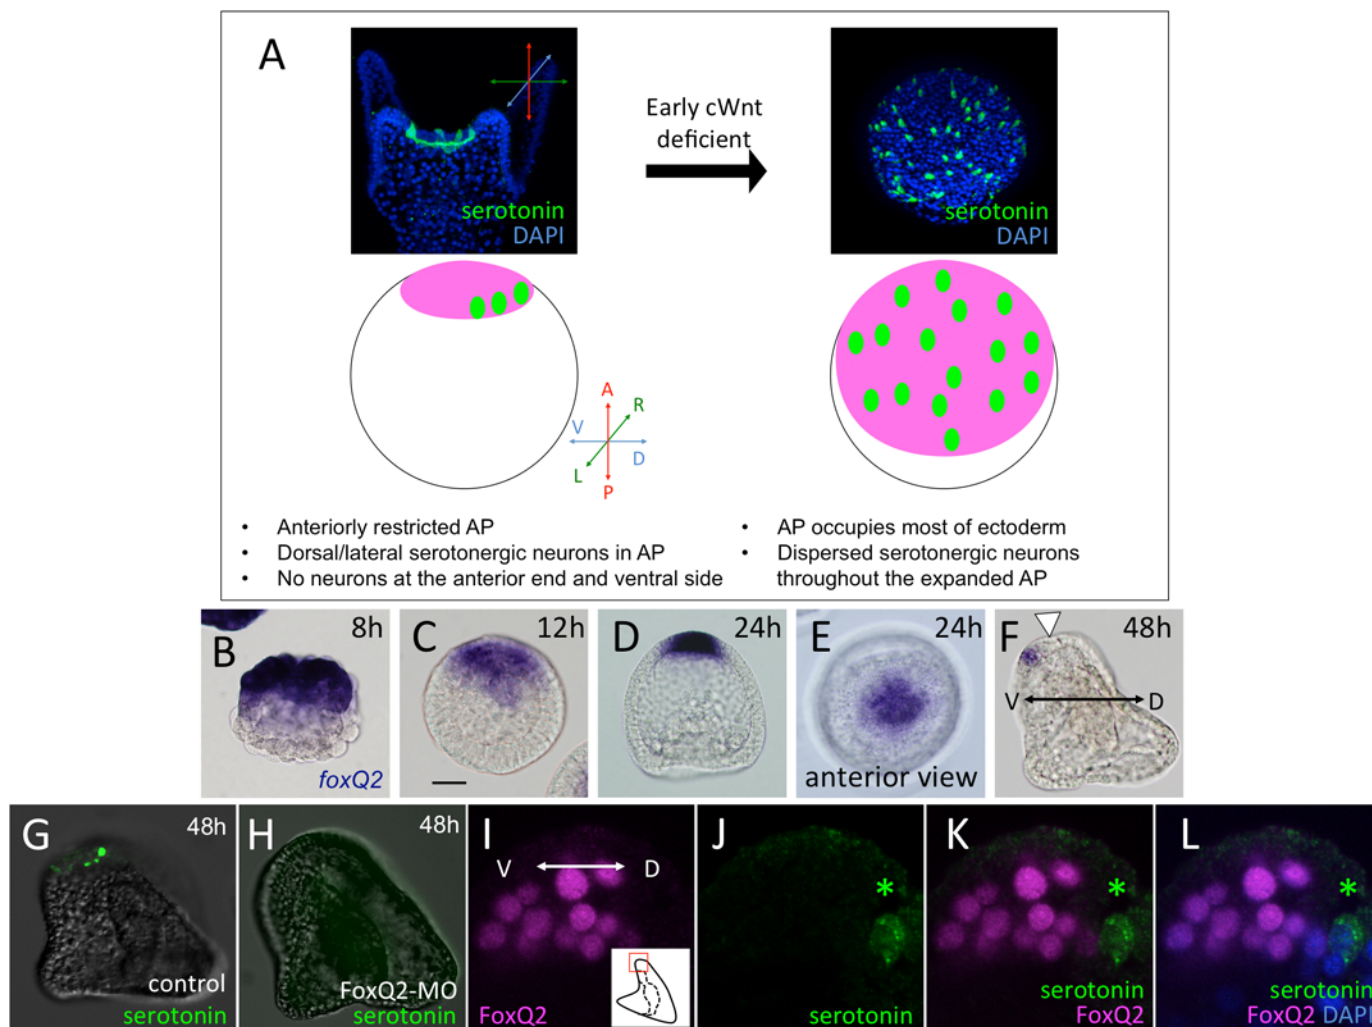 A
Early cWnt
deficient
serotonin
DAPI
serotonin
DAPI
A
R
V
D
L
P
• Anteriorly restricted AP
• Dorsal/lateral serotonergic neurons in AP
• No neurons at the anterior end and ventral side
• AP occupies most of ectoderm
• Dispersed serotonergic neurons
throughout the expanded AP
B
8h
foxQ2
C
12h
D
24h
E
24h
anterior view
F
48h
V
D
G
48h
control
serotonin
H
48h
FoxQ2-MO
serotonin
I
V
D
FoxQ2
J
serotonin
K
*
serotonin
FoxQ2
L
*
serotonin
FoxQ2 DAPI